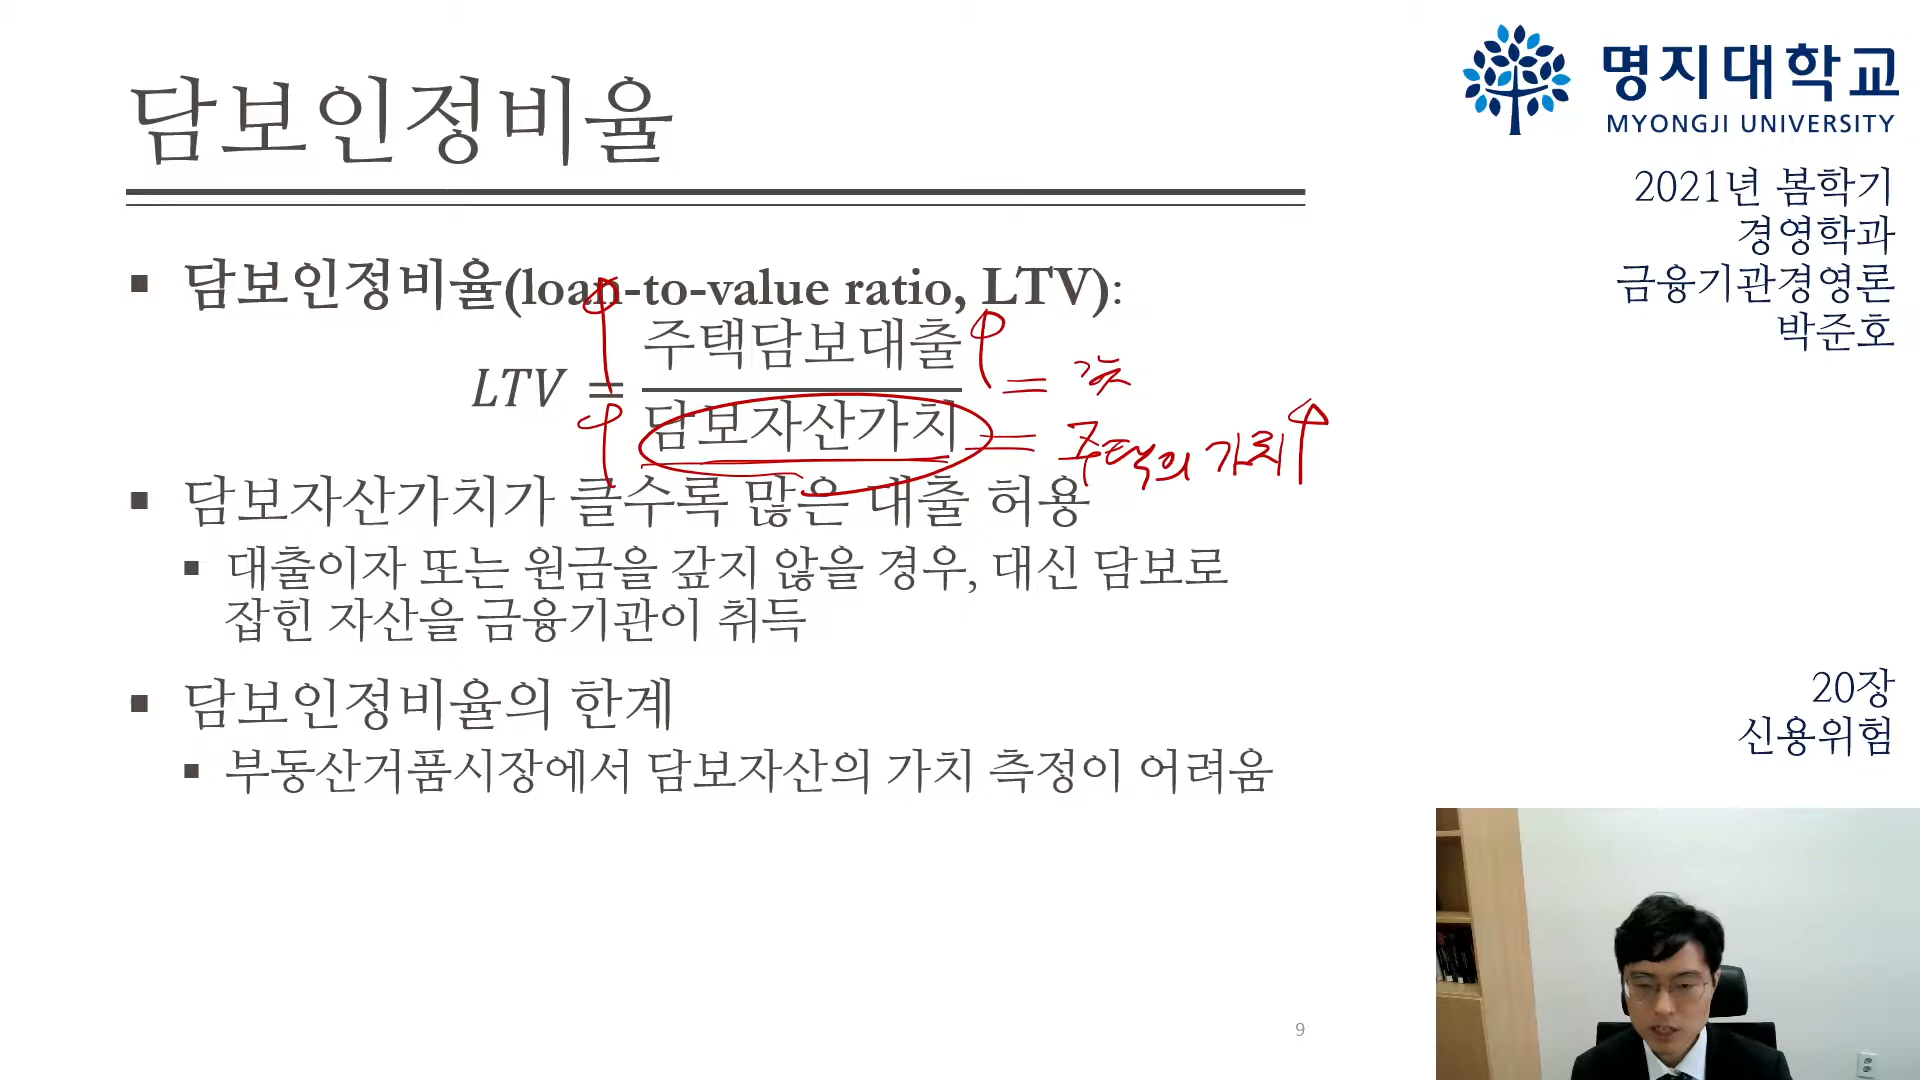 담보인정비율
명지대학교
MYONGJI UNIVERSITY
2021년 봄학기
경영학과
금융기관경영론
박준호
▪ 담보인정비율(loan-to-value ratio, LTV):
주택담보대출
LTV =
담보자산가치
= 주택의 가치
▪ 담보자산가치가 클수록 많은 대출 허용
▪ 대출이자 또는 원금을 갚지 않을 경우, 대신 담보로
잡힌 자산을 금융기관이 취득
▪ 담보인정비율의 한계
▪ 부동산거품시장에서 담보자산의 가치 측정이 어려움
20장
신용위험
9